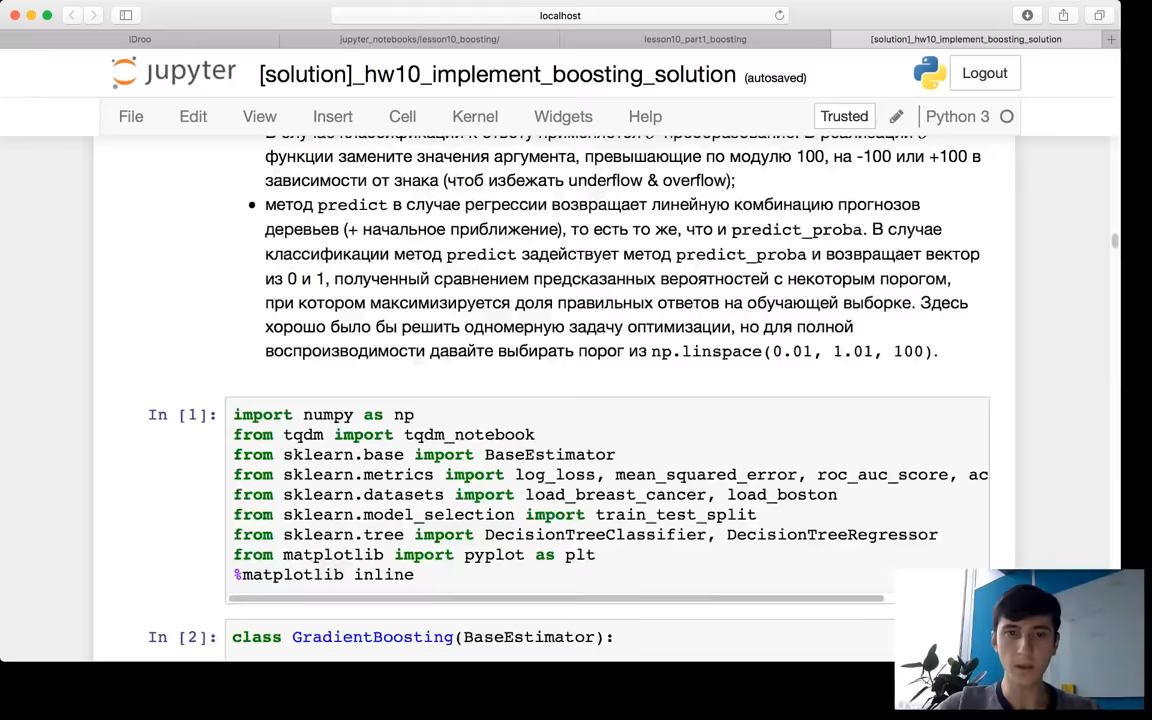 localhost
IDroo
jupyter_notebooks/lesson10_boosting/
lesson10_part1_boosting
[solution]_hw10_implement_boosting_solution
jupyter
[solution]_hw10_implement_boosting_solution (autosaved)
Logout
File Edit View Insert Cell Kernel Widgets Help
Trusted
Python 3
В случае классификации к ответу применяется σ-преобразование. В реализации σ-
функции замените значения аргумента, превышающие по модулю 100, на -100 или +100 в
зависимости от знака (чтоб избежать underflow & overflow);
• метод predict в случае регрессии возвращает линейную комбинацию прогнозов
деревьев (+ начальное приближение), то есть то же, что и predict_proba. В случае
классификации метод predict задействует метод predict_proba и возвращает вектор
из 0 и 1, полученный сравнением предсказанных вероятностей с некоторым порогом,
при котором максимизируется доля правильных ответов на обучающей выборке. Здесь
хорошо было бы решить одномерную задачу оптимизации, но для полной
воспроизводимости давайте выбирать порог из np.linspace(0.01, 1.01, 100).
In [1]:
import numpy as np
from tqdm import tqdm_notebook
from sklearn.base import BaseEstimator
from sklearn.metrics import log_loss, mean_squared_error, roc_auc_score, ac
from sklearn.datasets import load_breast_cancer, load_boston
from sklearn.model_selection import train_test_split
from sklearn.tree import DecisionTreeClassifier, DecisionTreeRegressor
from matplotlib import pyplot as plt
%matplotlib inline
In [2]:
class GradientBoosting(BaseEstimator):